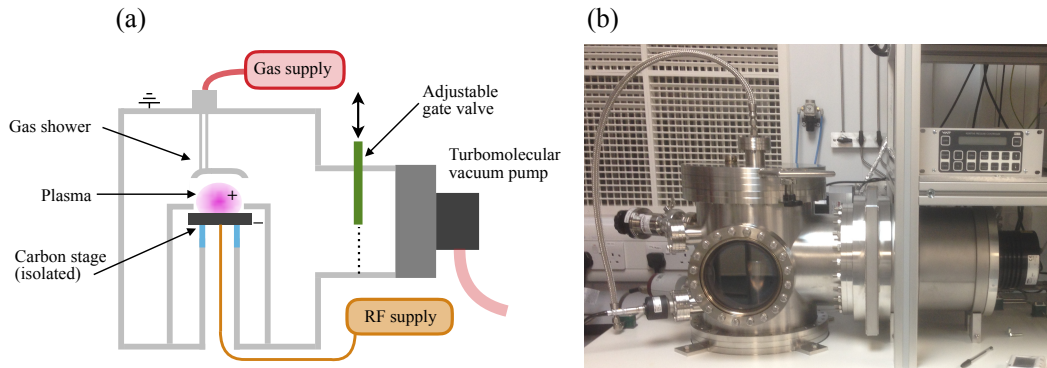 (a)
Gas supply
Adjustable
gate valve
Gas shower
Turbomolecular
vacuum pump
Plasma
+
−
Carbon stage
(isolated)
RF supply
(b)